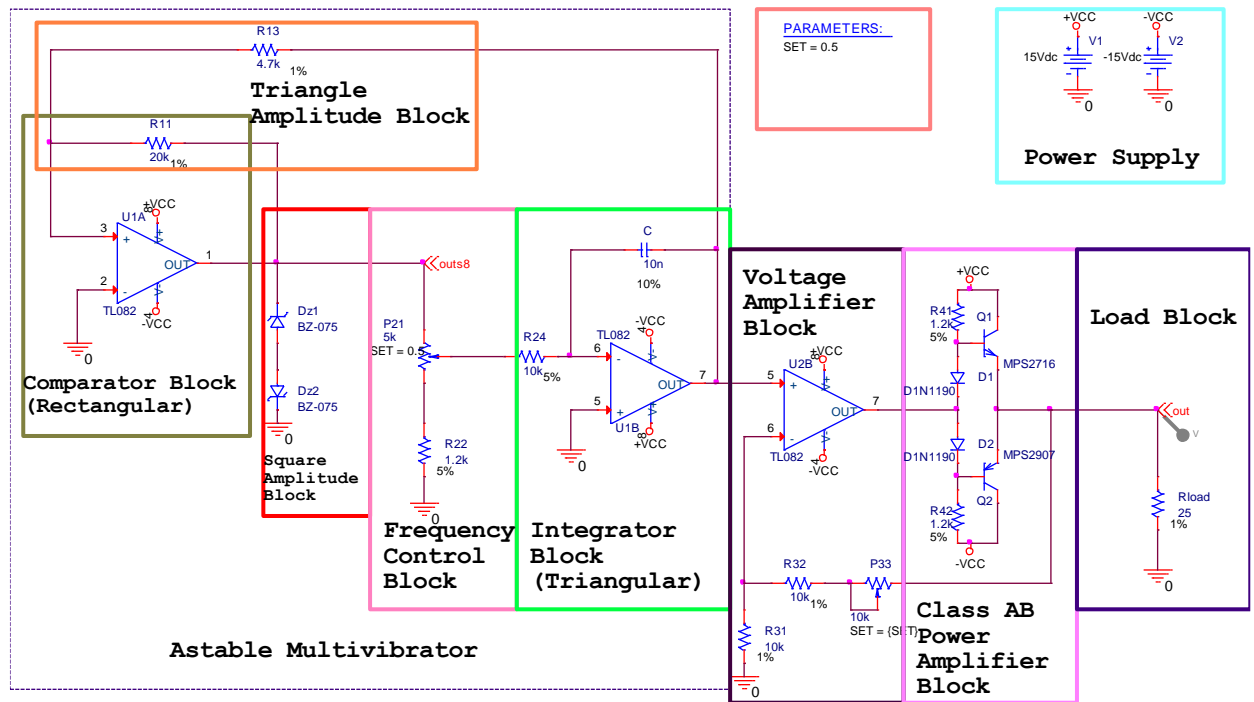 R13
4.7k
1%
Triangle
Amplitude Block
R11
20k
1%
U1A
+VCC
8
V+
3
+
OUT
1
2
-
V-
4
TL082
-VCC
0
Comparator Block
(Rectangular)
Dz1
BZ-075
Dz2
BZ-075
0
Square
Amplitude
Block
outs8
P21
5k
SET = 0.5
R22
1.2k
5%
0
Frequency
Control
Block
R24
10k
5%
C
10n
10%
-VCC
TL082
4
V-
6
-
OUT
7
5
+
V+
8
U1B
+VCC
0
Integrator
Block
(Triangular)
Astable Multivibrator
PARAMETERS:
SET = 0.5
+VCC
V1
15Vdc
0
-VCC
V2
-15Vdc
0
Power Supply
Voltage
Amplifier
Block
U2B
+VCC
8
V+
5
+
OUT
7
6
-
V-
4
TL082
-VCC
R32
10k
1%
P33
10k
SET = {SET}
R31
10k
1%
0
+VCC
R41
1.2k
5%
Q1
MPS2716
D1N1190
D1
D2
D1N1190
MPS2907
R42
1.2k
5%
Q2
-VCC
Class AB
Power
Amplifier
Block
Load Block
out
V
Rload
25
1%
0